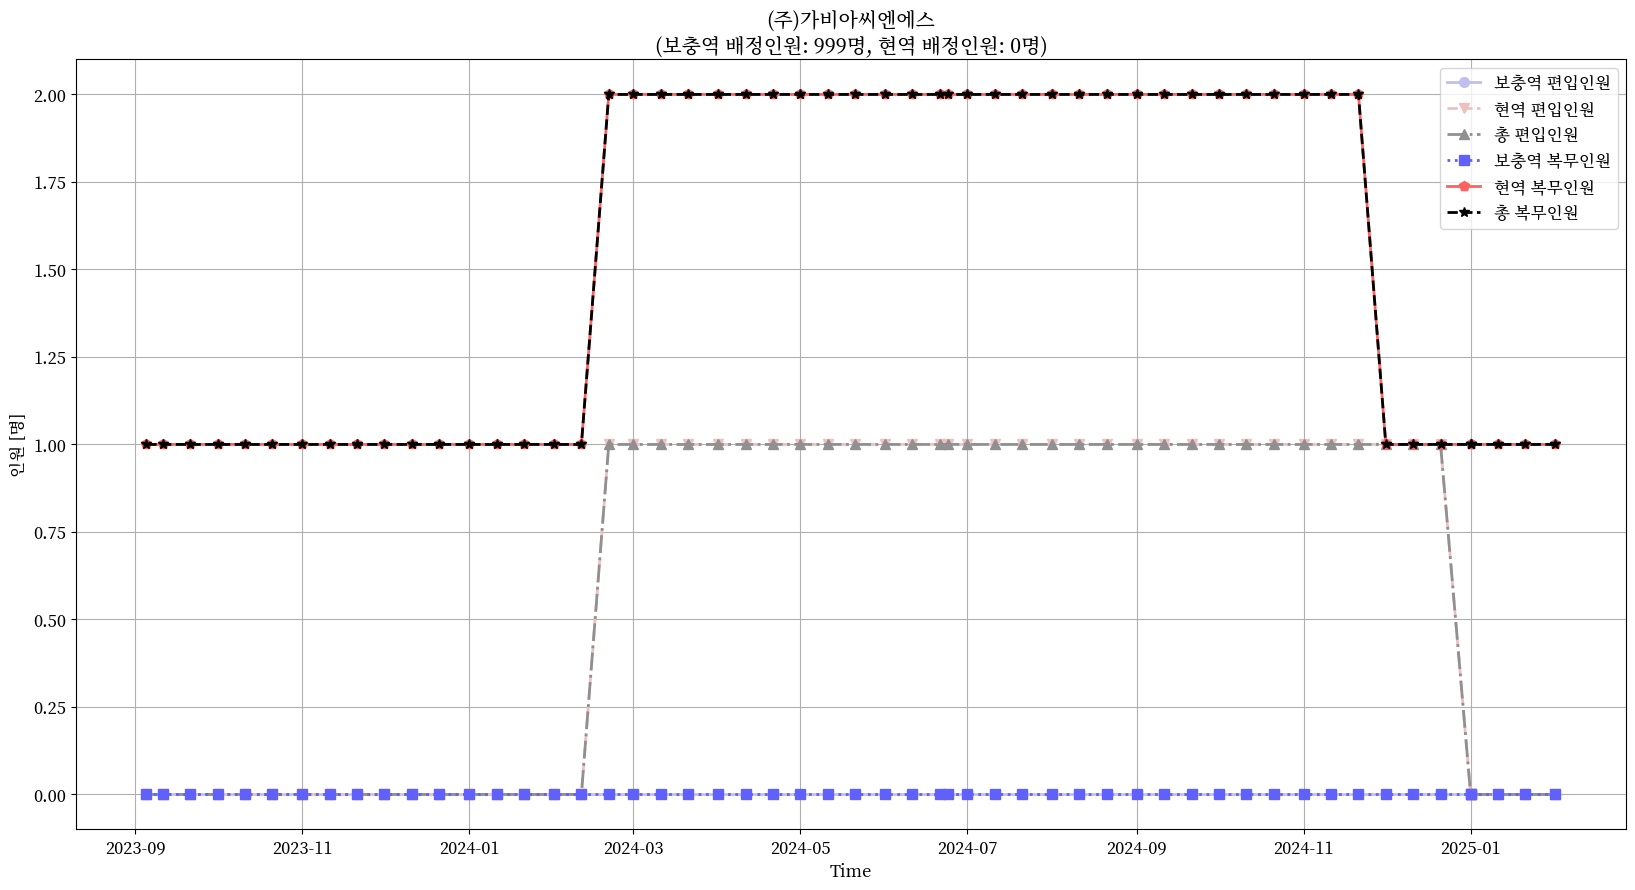 (주)가비아씨엔에스
(보충역 배정인원: 999명, 현역 배정인원: 0명)
보충역 편입인원
현역 편입인원
총 편입인원
보충역 복무인원
현역 복무인원
총 복무인원
2.00
1.75
1.50
1.25
1.00
0.75
0.50
0.25
0.00
인원 [명]
2023-09 2023-11 2024-01 2024-03 2024-05 2024-07 2024-09 2024-11 2025-01
Time